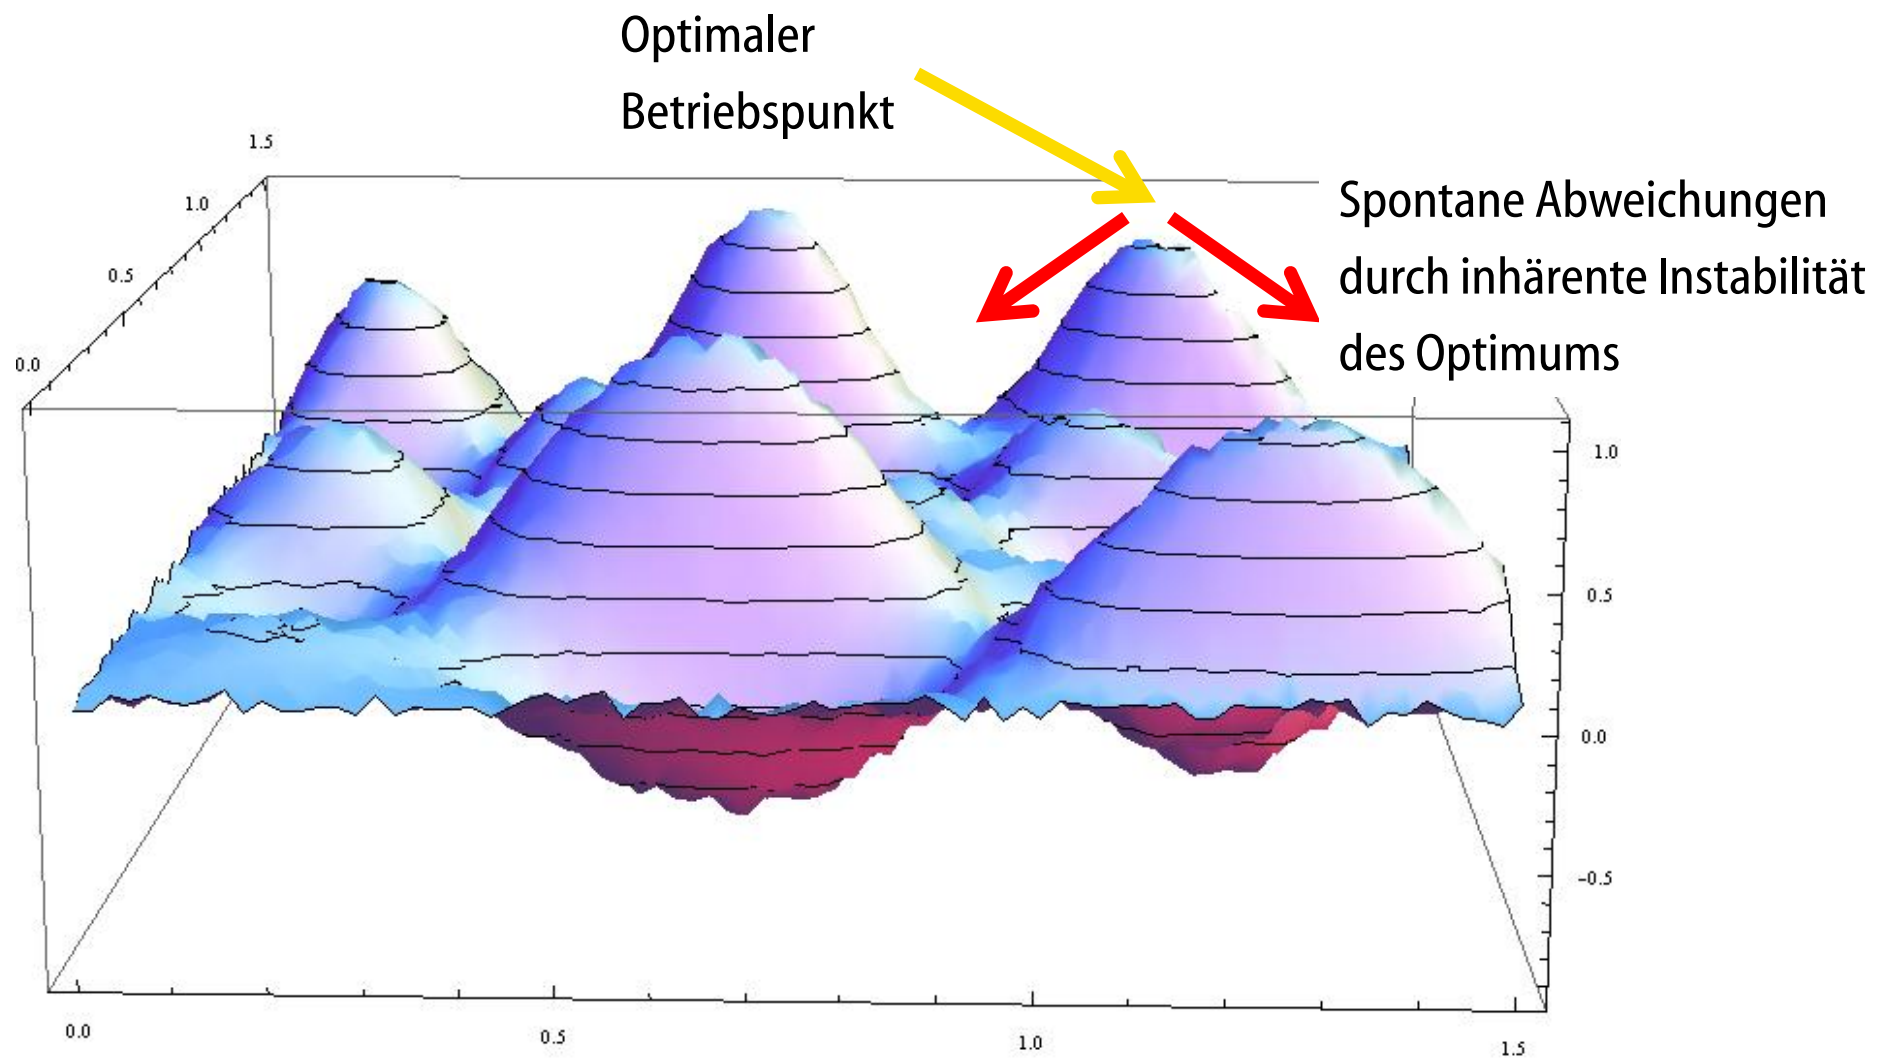 Optimaler
Betriebspunkt
Spontane Abweichungen
durch inhärente Instabilität
des Optimums
1.5
1.0
0.5
0.0
1.0
0.5
0.0
-0.5
0.0
0.5
1.0
1.5